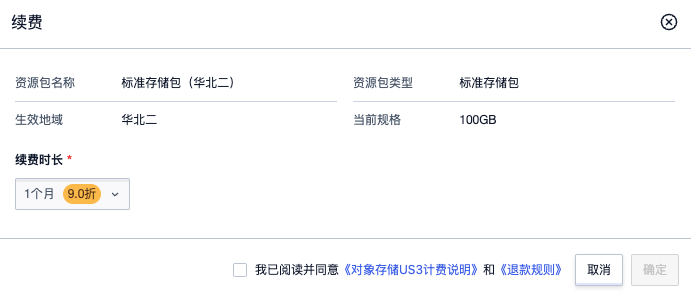 续费
资源包名称 标准存储包（华北二） 资源包类型 标准存储包
生效地域 华北二 当前规格 100GB
续费时长 *
1个月 9.0折
我已阅读并同意《对象存储US3计费说明》和《退款规则》 取消 确定